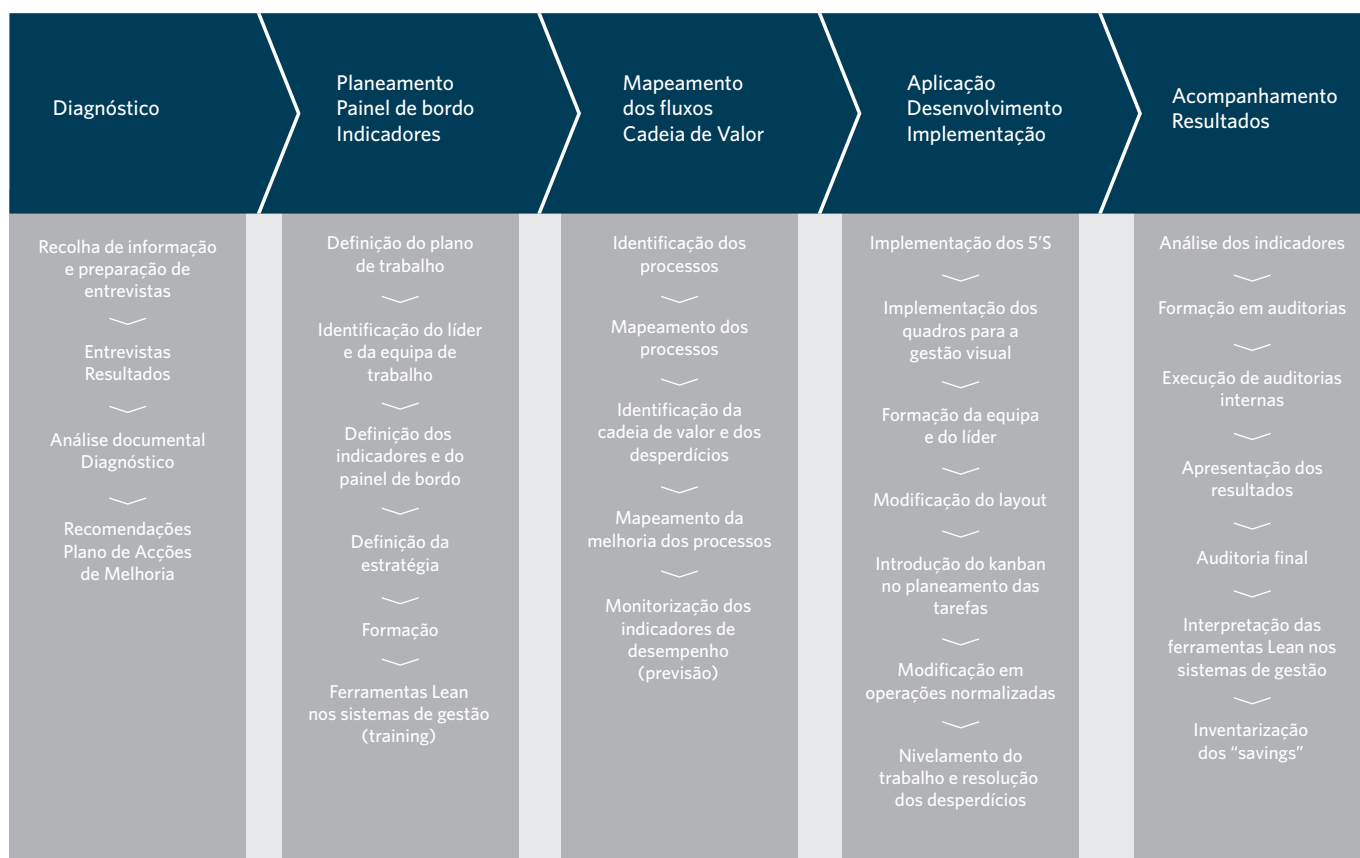 Diagnóstico
Planeamento
Painel de bordo
Indicadores
Mapeamento
dos fluxos
Cadeia de Valor
Aplicação
Desenvolvimento
Implementação
Acompanhamento
Resultados
Recolha de informação
e preparação de
entrevistas
Entrevistas
Resultados
Análise documental
Diagnóstico
Recomendações
Plano de Acções
de Melhoria
Definição do plano
de trabalho
Identificação do líder
e da equipa de
trabalho
Definição dos
indicadores e do
painel de bordo
Definição da
estratégia
Formação
Ferramentas Lean
nos sistemas de gestão
(training)
Identificação dos
processos
Mapeamento dos
processos
Identificação da
cadeia de valor e dos
desperdícios
Mapeamento da
melhoria dos processos
Monitorização dos
indicadores de
desempenho
(previsão)
Implementação dos 5’S
Implementação dos
quadros para a
gestão visual
Formação da equipa
e do líder
Modificação do layout
Introdução do kanban
no planeamento das
tarefas
Modificação em
operações normalizadas
Nivelamento do
trabalho e resolução
dos desperdícios
Análise dos indicadores
Formação em auditorias
Execução de auditorias
internas
Apresentação dos
resultados
Auditoria final
Interpretação das
ferramentas Lean nos
sistemas de gestão
Inventarização
dos “savings”